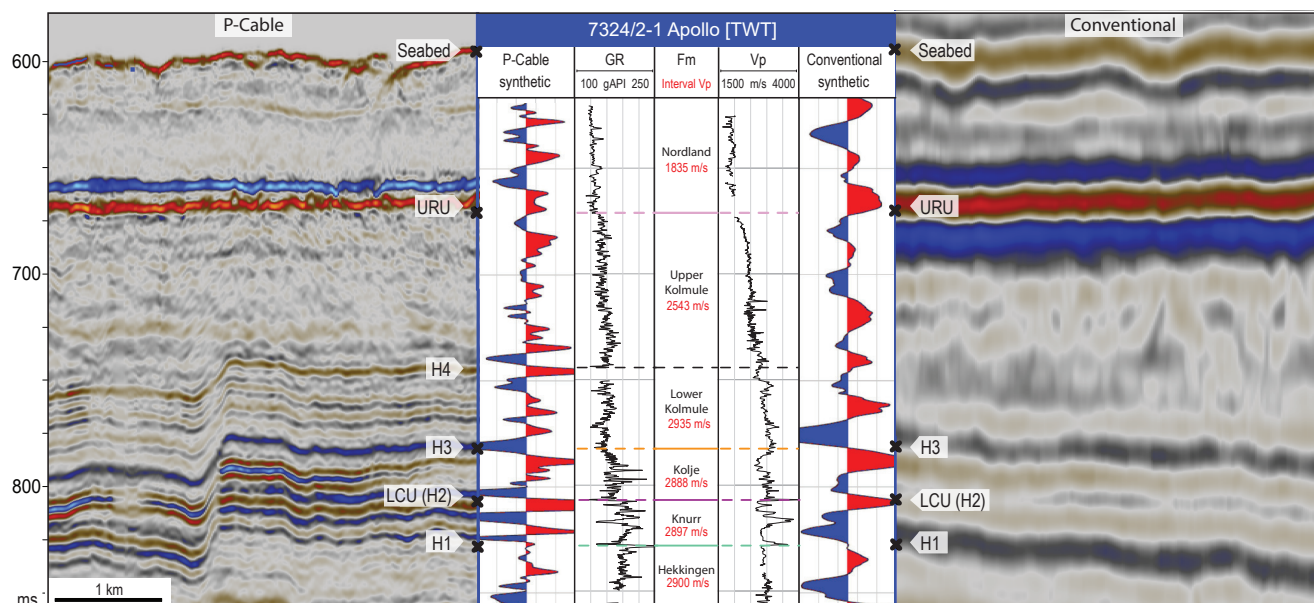 P-Cable
7324/2-1 Apollo [TWT]
Conventional
Seabed
Seabed
P-Cable
synthetic
GR
100 gAPI 250
Fm
Interval Vp
Vp
1500 m/s 4000
Conventional
synthetic
600
Nordland
1835 m/s
URU
URU
700
Upper
Kolmule
2543 m/s
H4
Lower
Kolmule
2935 m/s
H3
H3
Kolje
2888 m/s
800
LCU (H2)
LCU (H2)
Knurr
2897 m/s
H1
H1
Hekkingen
2900 m/s
1 km
ms